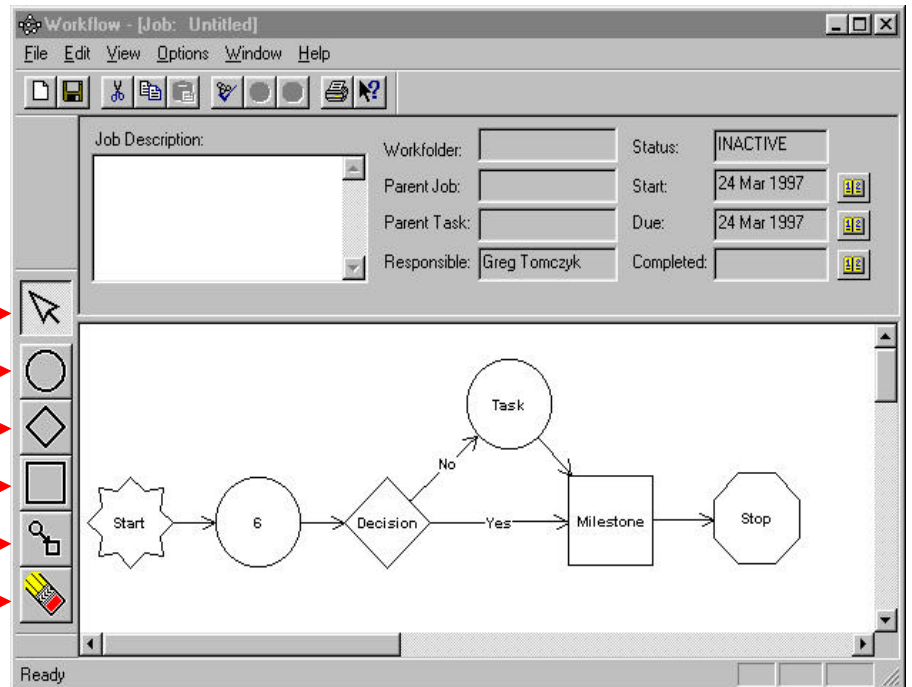 Workflow - [Job: Untitled]
File Edit View Options Window Help
Job Description:
Workfolder:
Status: INACTIVE
Parent Job:
Start: 24 Mar 1997
Parent Task:
Due: 24 Mar 1997
Responsible: Greg Tomczyk
Completed:
Task
No
Start
6
Decision
Yes
Milestone
Stop
Ready